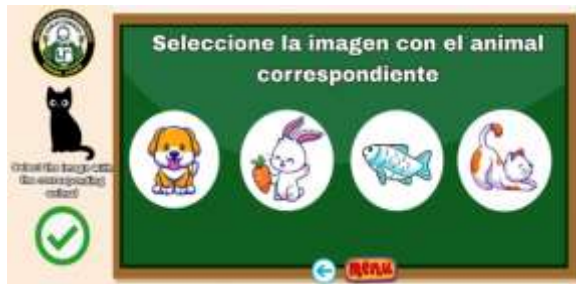 Seleccione la imagen con el animal
correspondiente
Select the image with
the corresponding
animal
menu